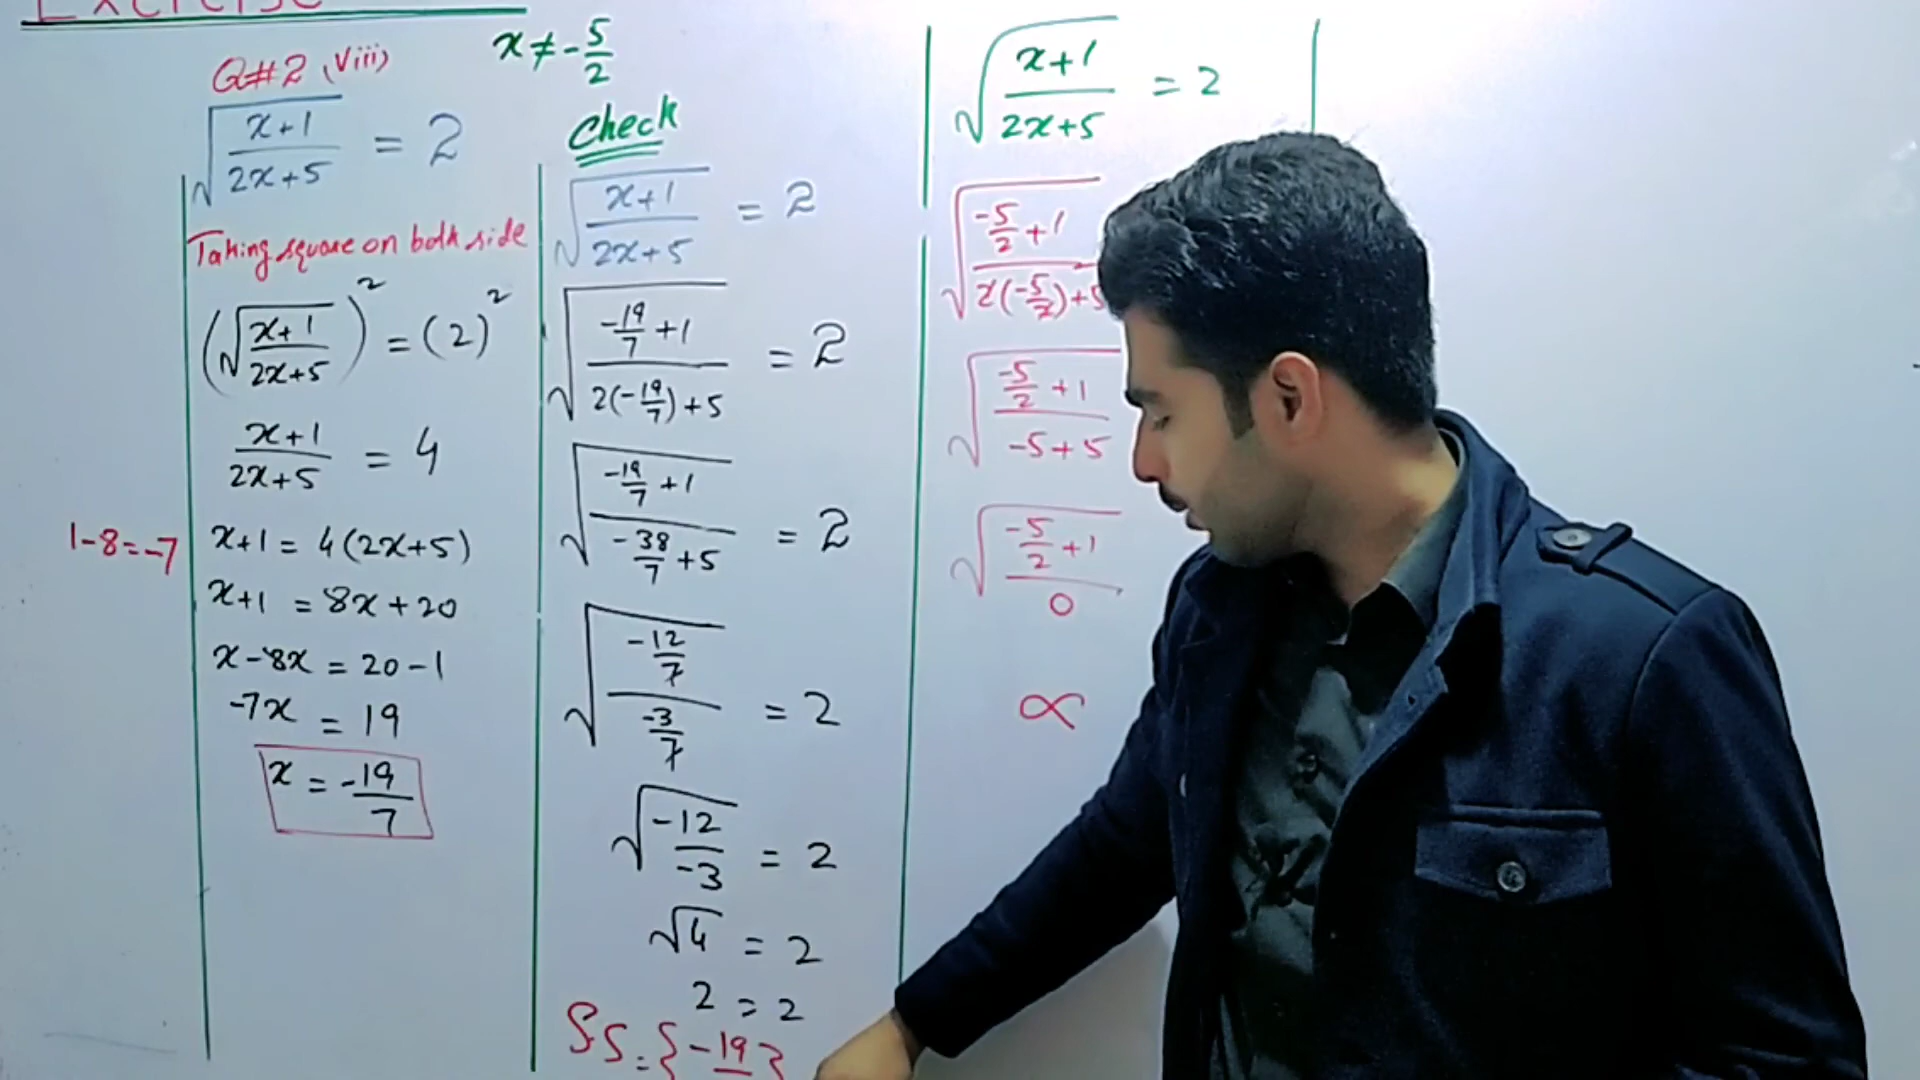 Exercise
Q#2 (viii)
x ≠ -5/2
√((x+1)/(2x+5)) = 2
Taking square on both side
(√((x+1)/(2x+5)))² = (2)²
(x+1)/(2x+5) = 4
1-8=-7
x+1 = 4(2x+5)
x+1 = 8x+20
x-8x = 20-1
-7x = 19
x = -19/7
Check
√((x+1)/(2x+5)) = 2
√((-19/7+1)/(2(-19/7)+5)) = 2
√((-19/7+1)/(-38/7+5)) = 2
√((-12/7)/(-3/7)) = 2
√(-12/-3) = 2
√4 = 2
2 = 2
S.S = {-19
√((x+1)/(2x+5)) = 2
√((-5/2+1)/(2(-5/2)+5))
√((-5/2+1)/(-5+5))
√((-5/2+1)/0)
∝